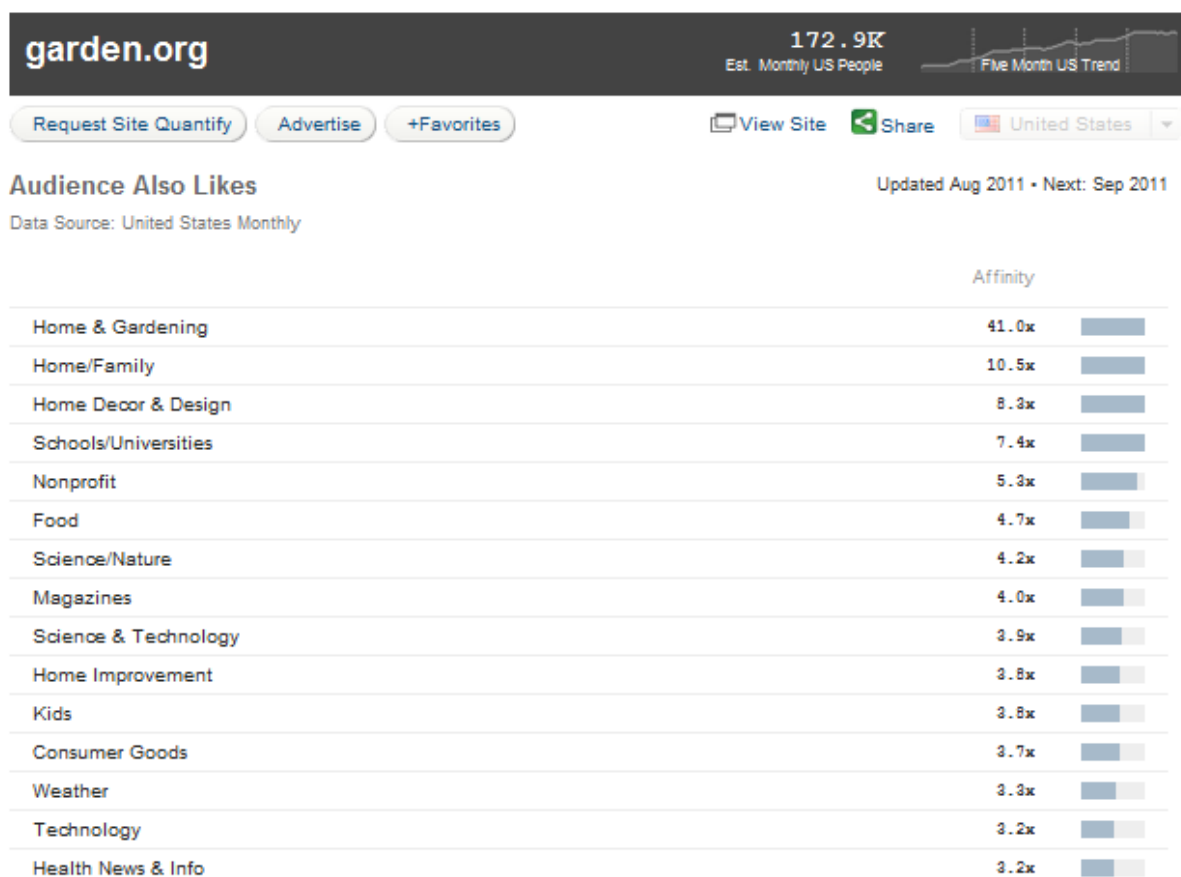 garden.org
172.9K
Est. Monthly US People
Five Month US Trend
Request Site Quantify
Advertise
+Favorites
View Site
Share
United States
Audience Also Likes
Updated Aug 2011 • Next: Sep 2011
Data Source: United States Monthly
Affinity
Home & Gardening 41.0x
Home/Family 10.5x
Home Decor & Design 8.3x
Schools/Universities 7.4x
Nonprofit 5.3x
Food 4.7x
Science/Nature 4.2x
Magazines 4.0x
Science & Technology 3.9x
Home Improvement 3.8x
Kids 3.8x
Consumer Goods 3.7x
Weather 3.3x
Technology 3.2x
Health News & Info 3.2x